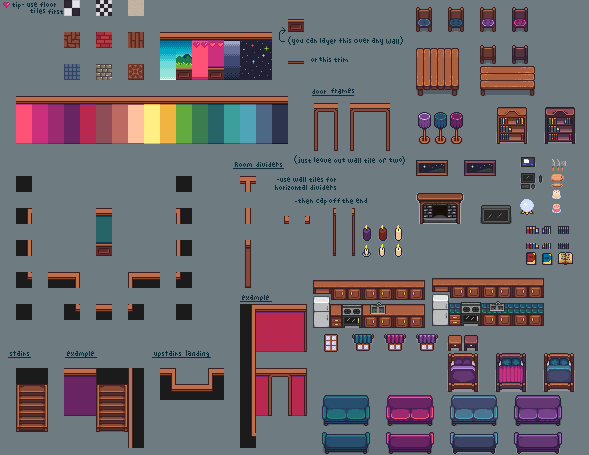 tip- use floor
tiles first
(you can layer this over any wall)
or this trim
door frames
(just leave out wall tile or two)
Room dividers
-use wall tiles for
horizontal dividers
-then cap off the end
example
stairs
example
upstairs landing